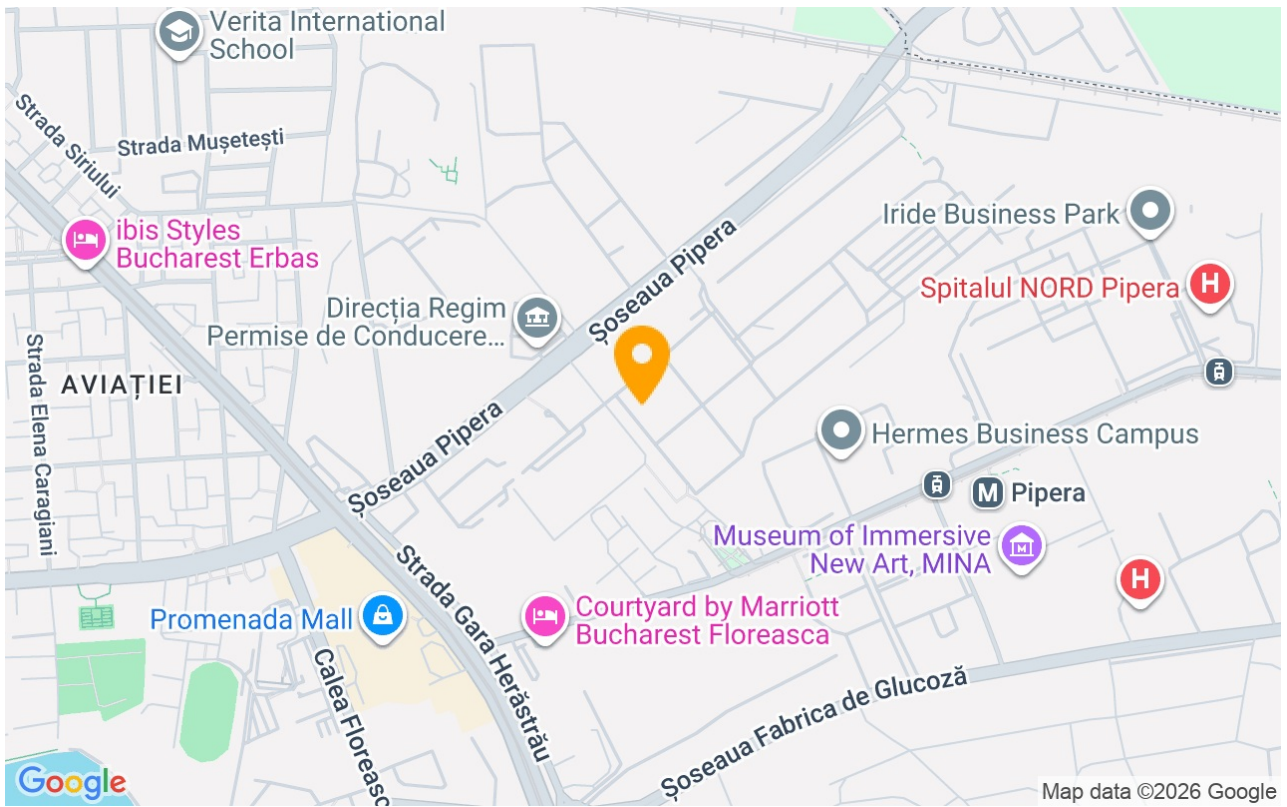 Verita International
School
Strada Siriului
Strada Mușetești
ibis Styles
Bucharest Erbas
Iride Business Park
Spitalul NORD Pipera
H
Direcția Regim
Permise de Conducere...
Șoseaua Pipera
Strada Elena Caragiani
AVIAȚIEI
Șoseaua Pipera
Hermes Business Campus
M Pipera
Museum of Immersive
New Art, MINA
H
Promenada Mall
Strada Gara Herăstrău
Courtyard by Marriott
Bucharest Floreasca
Calea Floreasc
Șoseaua Fabrica de Glucoză
Google
Map data ©2026 Google